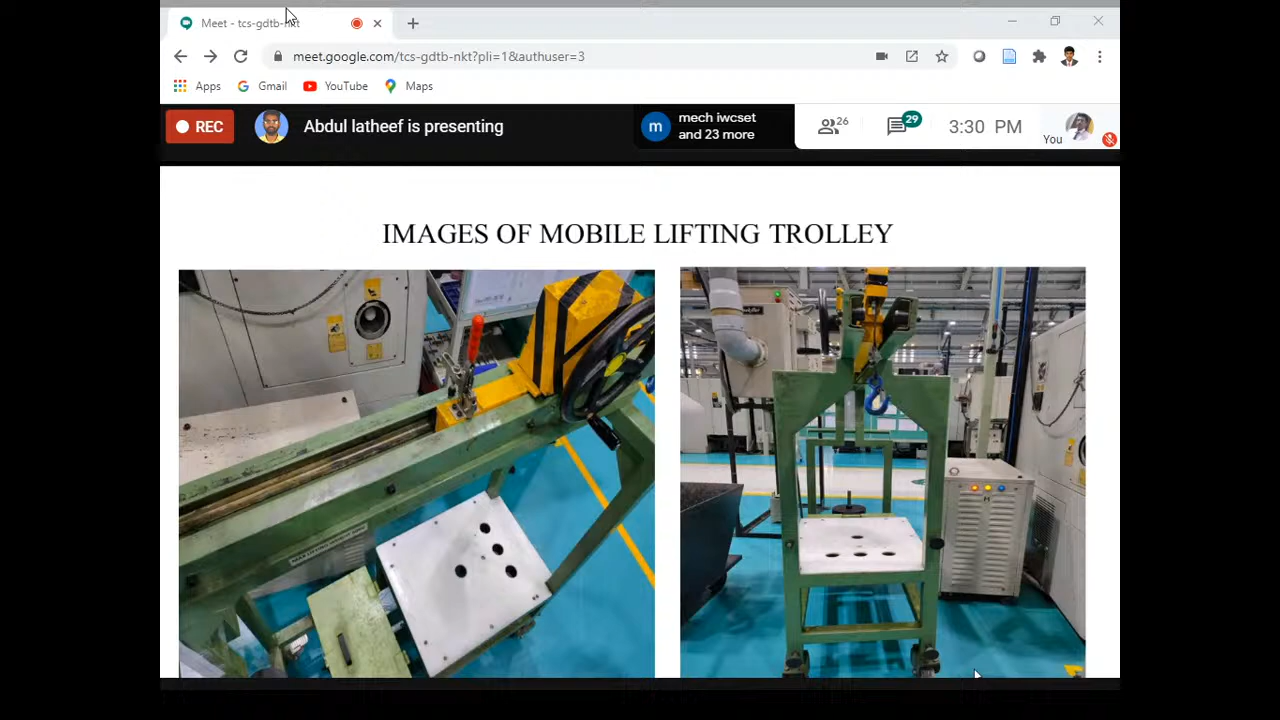 Meet - tcs-gdtb-nkt
meet.google.com/tcs-gdtb-nkt?pli=1&authuser=3
Apps Gmail YouTube Maps
REC
Abdul latheef is presenting
m
mech iwcset
and 23 more
26
29
3:30 PM
You
IMAGES OF MOBILE LIFTING TROLLEY